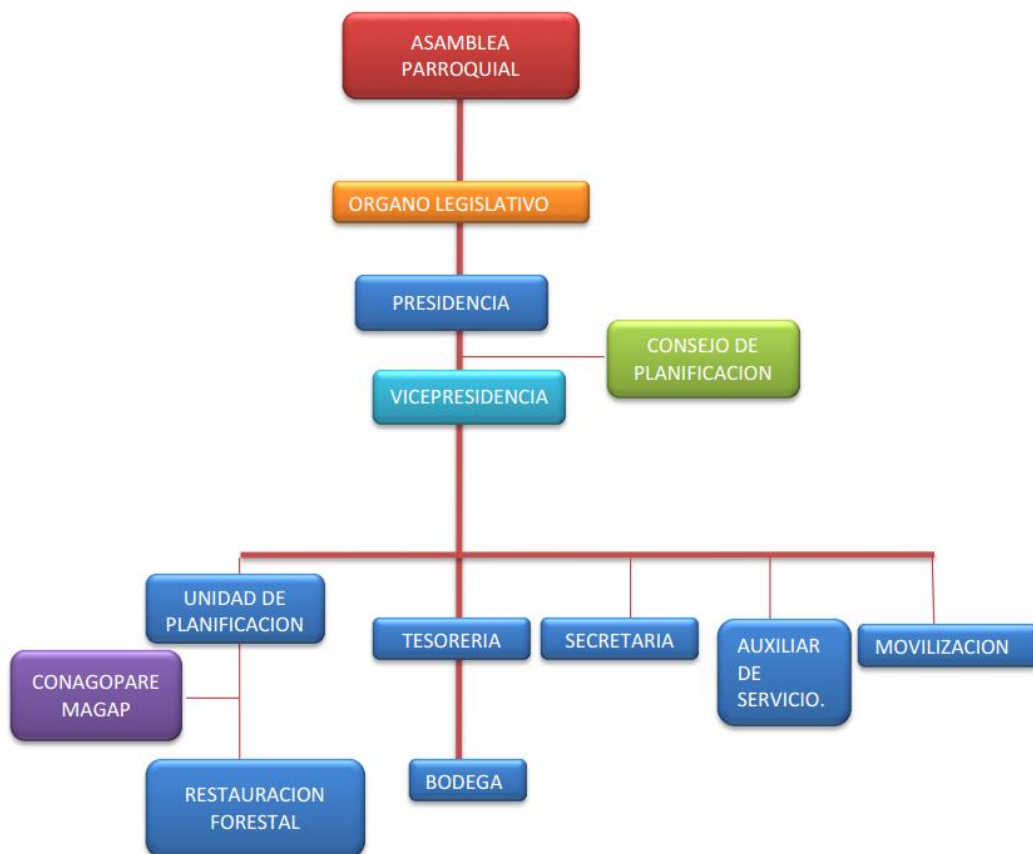 ASAMBLEA
PARROQUIAL
ORGANO LEGISLATIVO
PRESIDENCIA
CONSEJO DE
PLANIFICACION
VICEPRESIDENCIA
UNIDAD DE
PLANIFICACION
TESORERIA
SECRETARIA
AUXILIAR
DE
SERVICIO.
MOVILIZACION
CONAGOPARE
MAGAP
RESTAURACION
FORESTAL
BODEGA